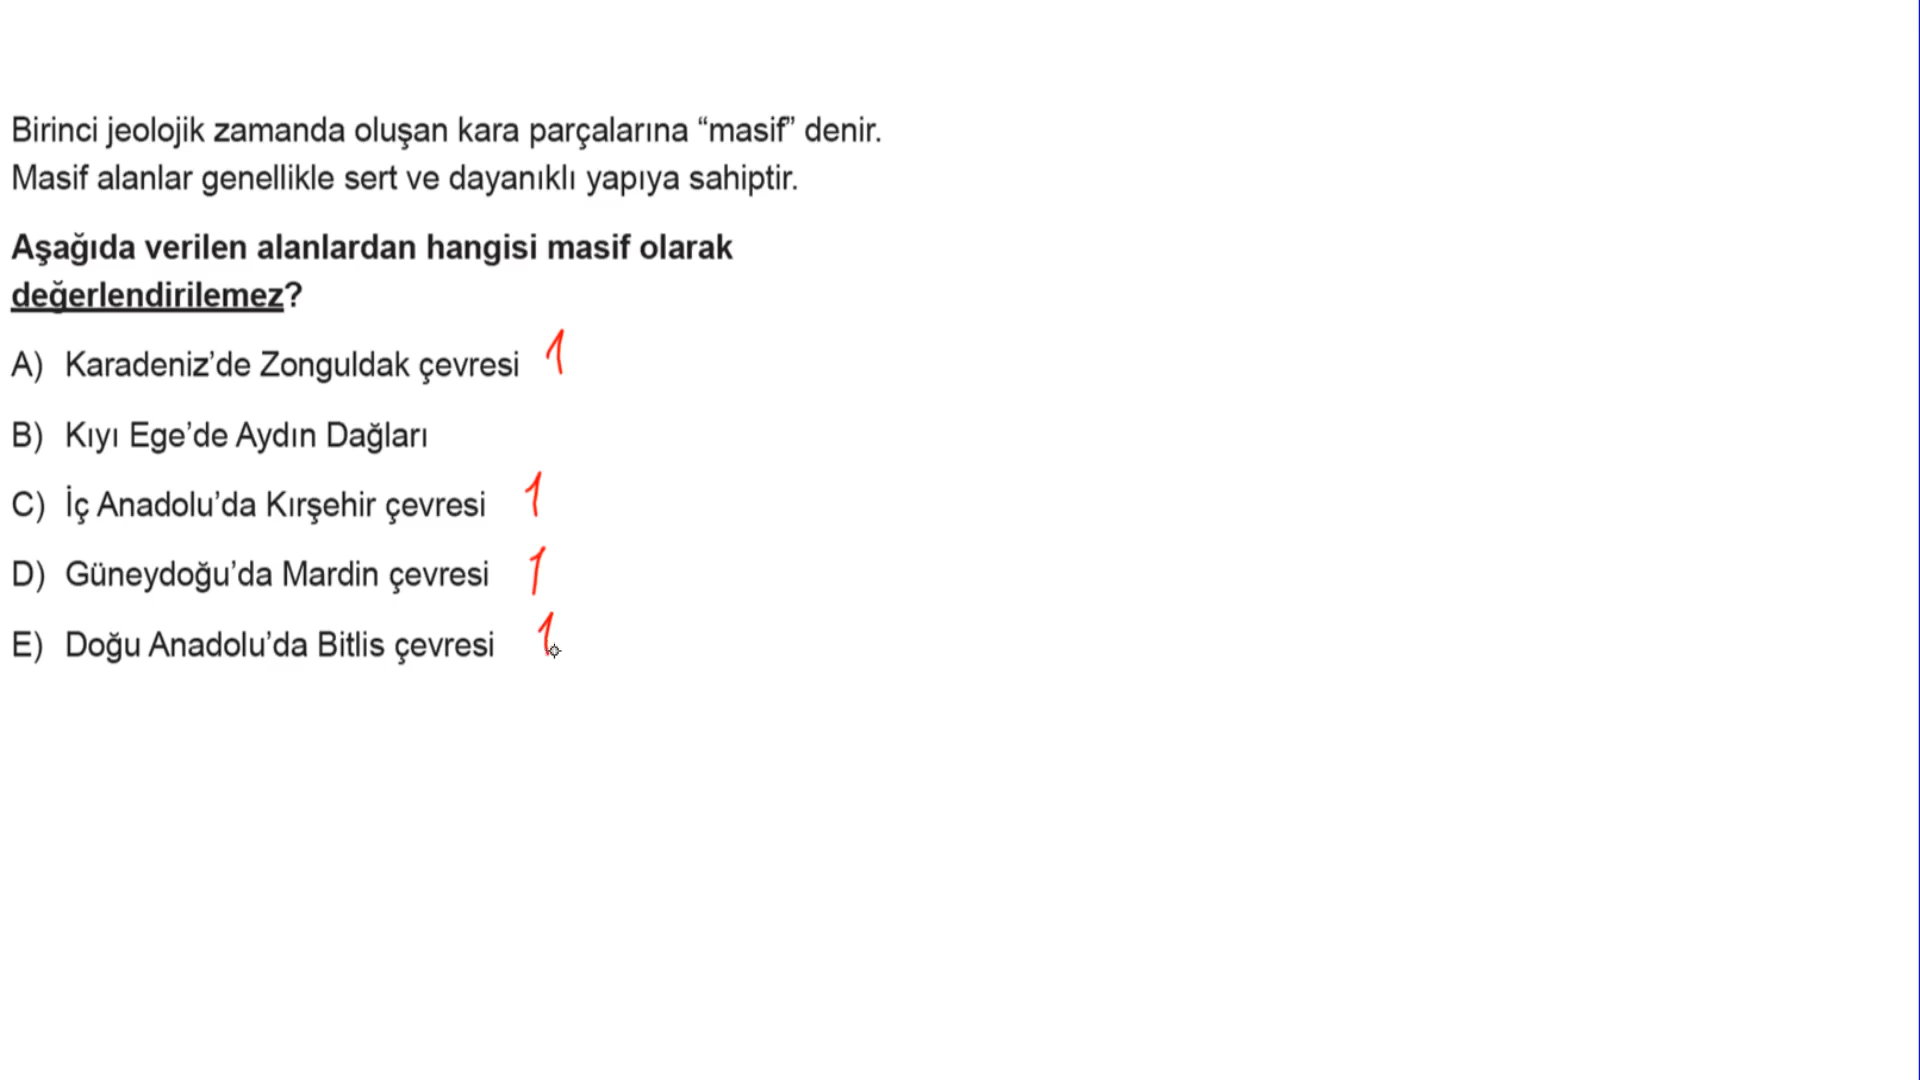 Birinci jeolojik zamanda oluşan kara parçalarına “masif” denir.
Masif alanlar genellikle sert ve dayanıklı yapıya sahiptir.
Aşağıda verilen alanlardan hangisi masif olarak
değerlendirilemez?
A) Karadeniz’de Zonguldak çevresi 1
B) Kıyı Ege’de Aydın Dağları
C) İç Anadolu’da Kırşehir çevresi 1
D) Güneydoğu’da Mardin çevresi 1
E) Doğu Anadolu’da Bitlis çevresi 1